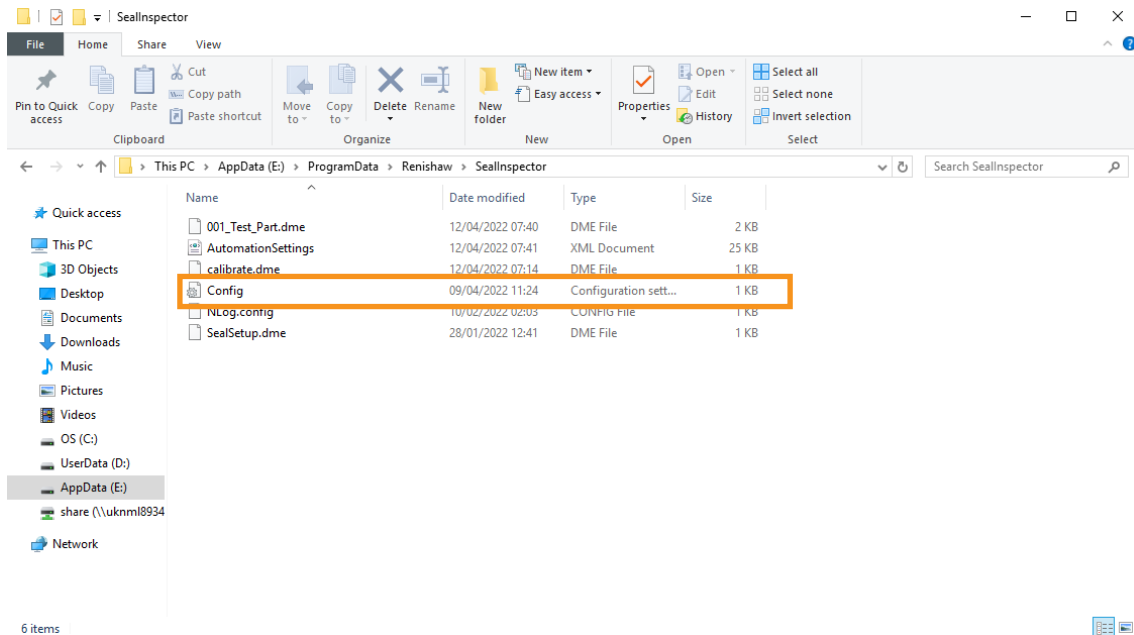 SealInspector
File Home Share View
Pin to Quick access
Copy
Paste
Cut
Copy path
Paste shortcut
Clipboard
Move to
Copy to
Delete
Rename
Organize
New folder
New item
Easy access
New
Properties
Open
Edit
History
Open
Select all
Select none
Invert selection
Select
This PC > AppData (E:) > ProgramData > Renishaw > SealInspector
Search SealInspector
Quick access
This PC
3D Objects
Desktop
Documents
Downloads
Music
Pictures
Videos
OS (C:)
UserData (D:)
AppData (E:)
share (\\uknml8934
Network
Name Date modified Type Size
001_Test_Part.dme 12/04/2022 07:40 DME File 2 KB
AutomationSettings 12/04/2022 07:41 XML Document 25 KB
calibrate.dme 12/04/2022 07:14 DME File 1 KB
Config 09/04/2022 11:24 Configuration sett... 1 KB
NLog.config 10/02/2022 02:03 CONFIG File 1 KB
SealSetup.dme 28/01/2022 12:41 DME File 1 KB
6 items